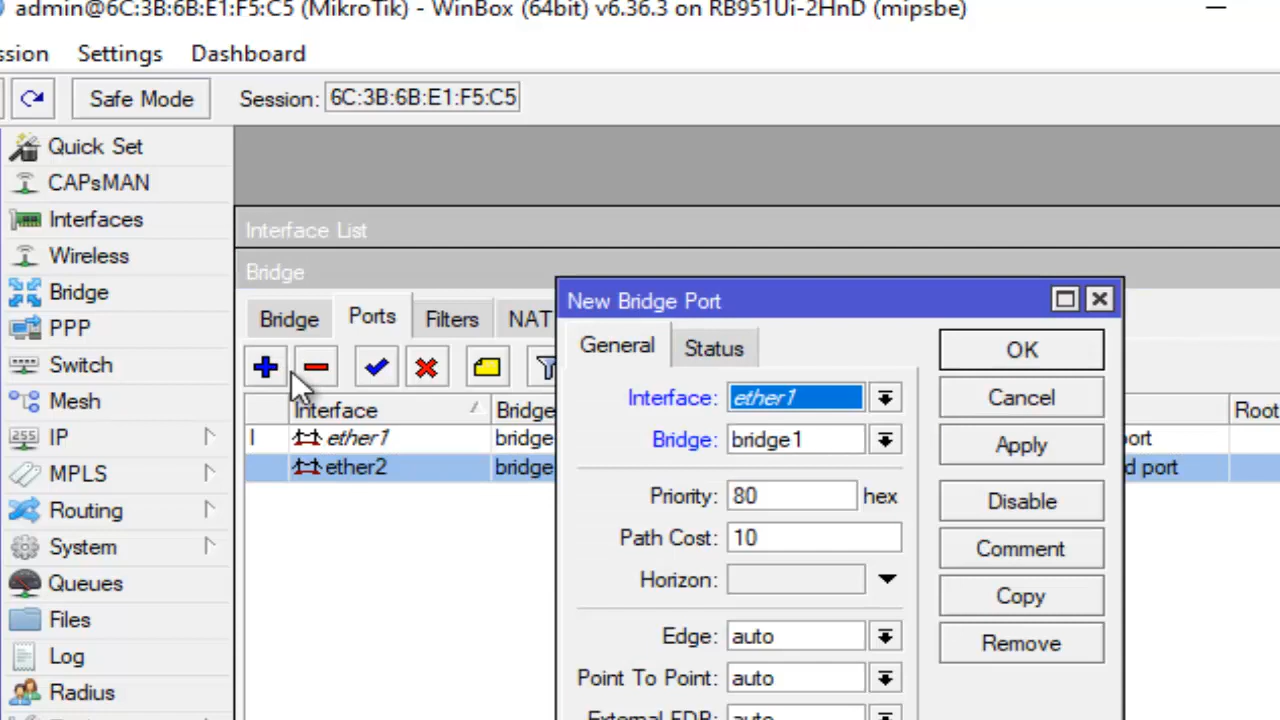 admin@6C:3B:6B:E1:F5:C5 (MikroTik) - WinBox (64bit) v6.36.3 on RB951Ui-2HnD (mipsbe)
ssion Settings Dashboard
Safe Mode Session: 6C:3B:6B:E1:F5:C5
Quick Set
CAPsMAN
Interfaces
Wireless
Bridge
PPP
Switch
Mesh
255 IP
MPLS
Routing
System
Queues
Files
Log
Radius
Interface List
Bridge
Bridge Ports Filters NAT
Interface Bridge Root
I ether1 bridge ort
ether2 bridge d port
New Bridge Port
General Status
Interface: ether1
Bridge: bridge1
Priority: 80 hex
Path Cost: 10
Horizon:
Edge: auto
Point To Point: auto
External FDB: auto
OK
Cancel
Apply
Disable
Comment
Copy
Remove